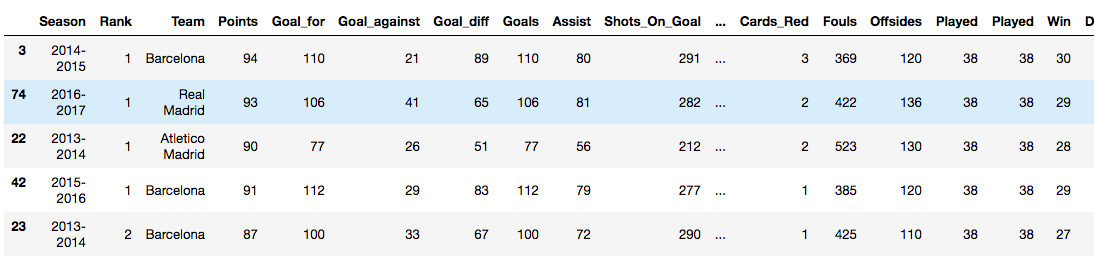 Season Rank Team Points Goal_for Goal_against Goal_diff Goals Assist Shots_On_Goal ... Cards_Red Fouls Offsides Played Played Win D
3 2014-2015 1 Barcelona 94 110 21 89 110 80 291 ... 3 369 120 38 38 30
74 2016-2017 1 Real Madrid 93 106 41 65 106 81 282 ... 2 422 136 38 38 29
22 2013-2014 1 Atletico Madrid 90 77 26 51 77 56 212 ... 2 523 130 38 38 28
42 2015-2016 1 Barcelona 91 112 29 83 112 79 277 ... 1 385 120 38 38 29
23 2013-2014 2 Barcelona 87 100 33 67 100 72 290 ... 1 425 110 38 38 27